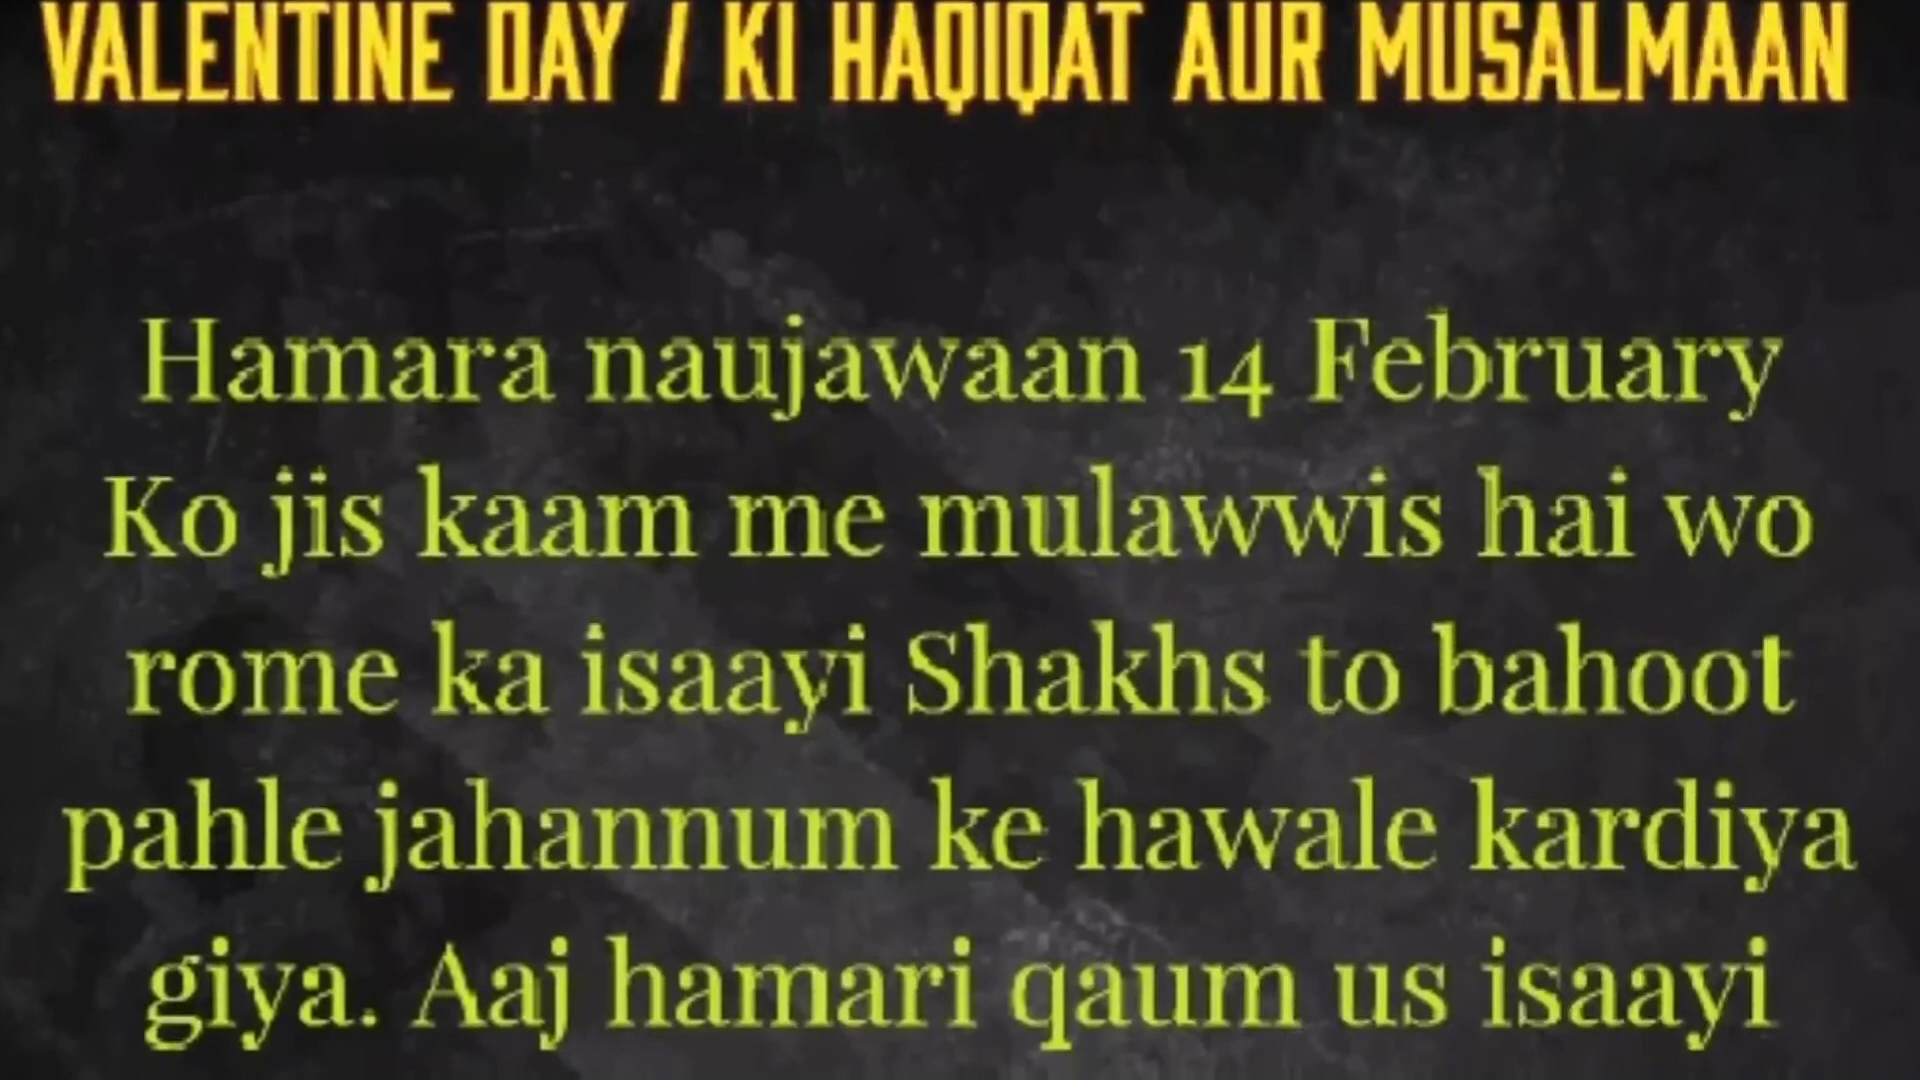 VALENTINE DAY / KI HAQIQAT AUR MUSALMAAN
Hamara naujawaan 14 February
Ko jis kaam me mulawwis hai wo
rome ka isaayi Shakhs to bahoot
pahle jahannum ke hawale kardiya
giya. Aaj hamari qaum us isaayi